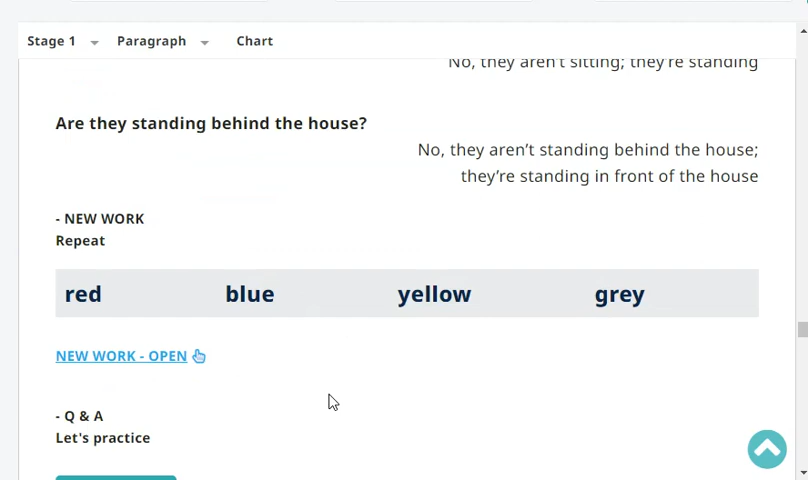 Stage 1 Paragraph Chart
No, they aren't sitting; they're standing
Are they standing behind the house?
No, they aren't standing behind the house;
they're standing in front of the house
- NEW WORK
Repeat
red blue yellow grey
NEW WORK - OPEN
- Q & A
Let's practice